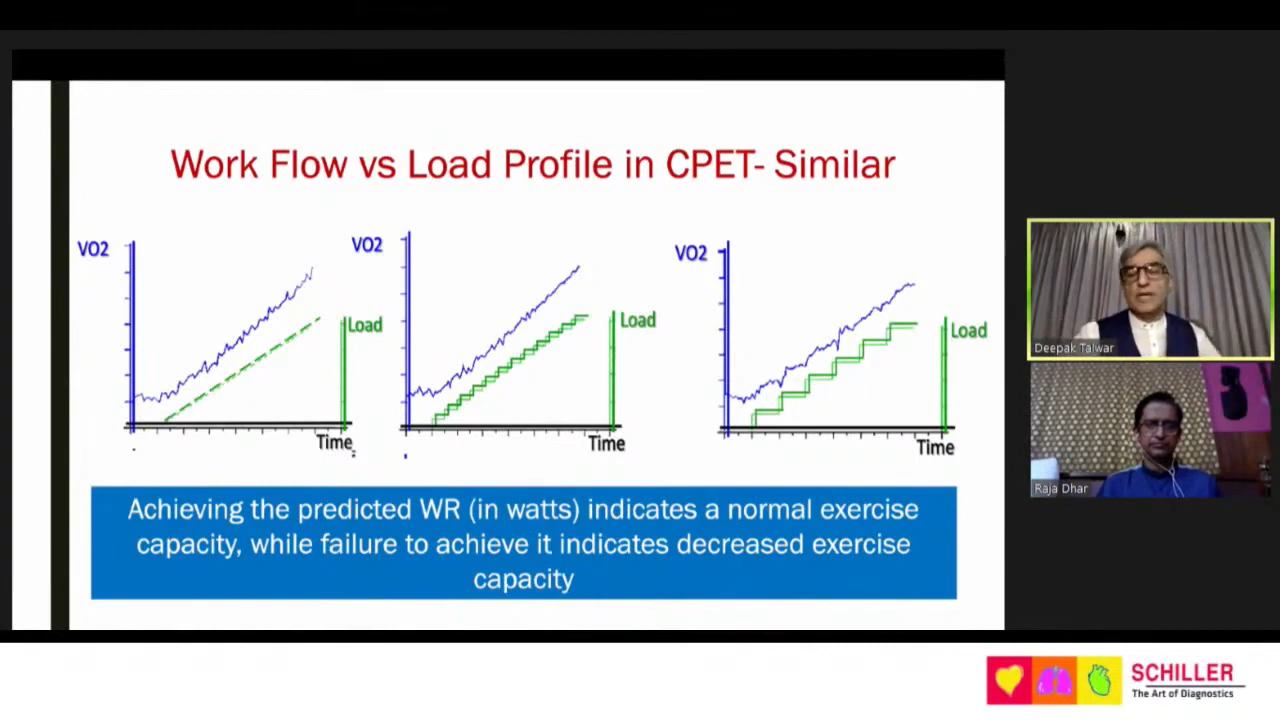 Work Flow vs Load Profile in CPET- Similar
VO2
Load
Time
VO2
Load
Time
VO2
Load
Time
Achieving the predicted WR (in watts) indicates a normal exercise
capacity, while failure to achieve it indicates decreased exercise
capacity
Deepak Talwar
Raja Dhar
SCHILLER
The Art of Diagnostics